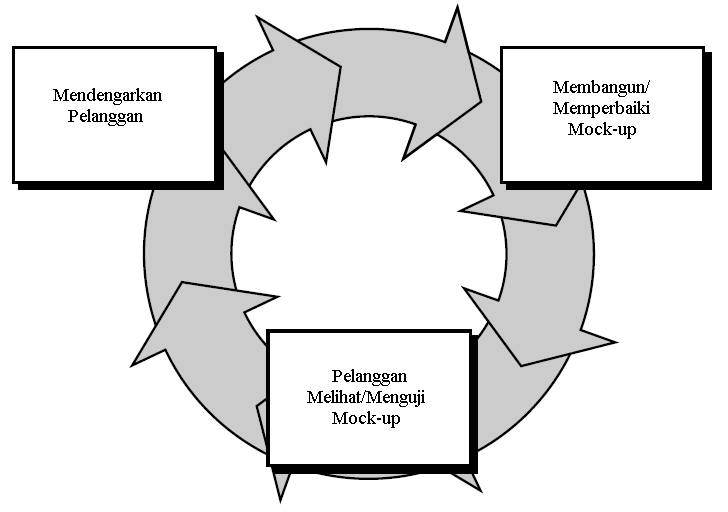 Mendengarkan
Pelanggan
Membangun/
Memperbaiki
Mock-up
Pelanggan
Melihat/Menguji
Mock-up